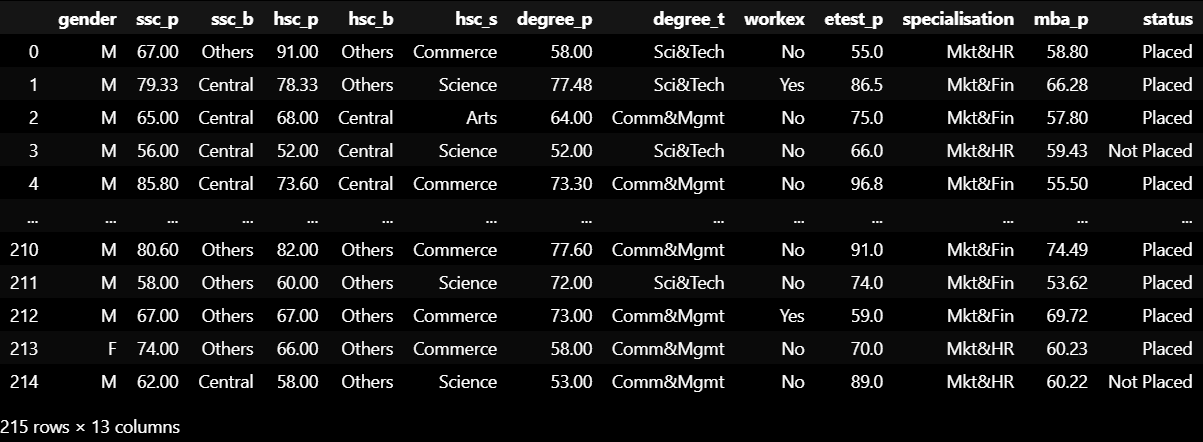 gender ssc_p ssc_b hsc_p hsc_b hsc_s degree_p degree_t workex etest_p specialisation mba_p status
0 M 67.00 Others 91.00 Others Commerce 58.00 Sci&Tech No 55.0 Mkt&HR 58.80 Placed
1 M 79.33 Central 78.33 Others Science 77.48 Sci&Tech Yes 86.5 Mkt&Fin 66.28 Placed
2 M 65.00 Central 68.00 Central Arts 64.00 Comm&Mgmt No 75.0 Mkt&Fin 57.80 Placed
3 M 56.00 Central 52.00 Central Science 52.00 Sci&Tech No 66.0 Mkt&HR 59.43 Not Placed
4 M 85.80 Central 73.60 Central Commerce 73.30 Comm&Mgmt No 96.8 Mkt&Fin 55.50 Placed
... ... ... ... ... ... ... ... ... ... ... ... ... ...
210 M 80.60 Others 82.00 Others Commerce 77.60 Comm&Mgmt No 91.0 Mkt&Fin 74.49 Placed
211 M 58.00 Others 60.00 Others Science 72.00 Sci&Tech No 74.0 Mkt&Fin 53.62 Placed
212 M 67.00 Others 67.00 Others Commerce 73.00 Comm&Mgmt Yes 59.0 Mkt&Fin 69.72 Placed
213 F 74.00 Others 66.00 Others Commerce 58.00 Comm&Mgmt No 70.0 Mkt&HR 60.23 Placed
214 M 62.00 Central 58.00 Others Science 53.00 Comm&Mgmt No 89.0 Mkt&HR 60.22 Not Placed
215 rows × 13 columns